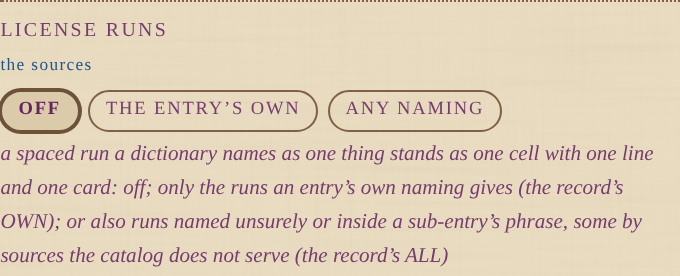 LICENSE RUNS
the sources
OFF THE ENTRY’S OWN ANY NAMING
a spaced run a dictionary names as one thing stands as one cell with one line
and one card: off; only the runs an entry’s own naming gives (the record’s
OWN); or also runs named unsurely or inside a sub-entry’s phrase, some by
sources the catalog does not serve (the record’s ALL)